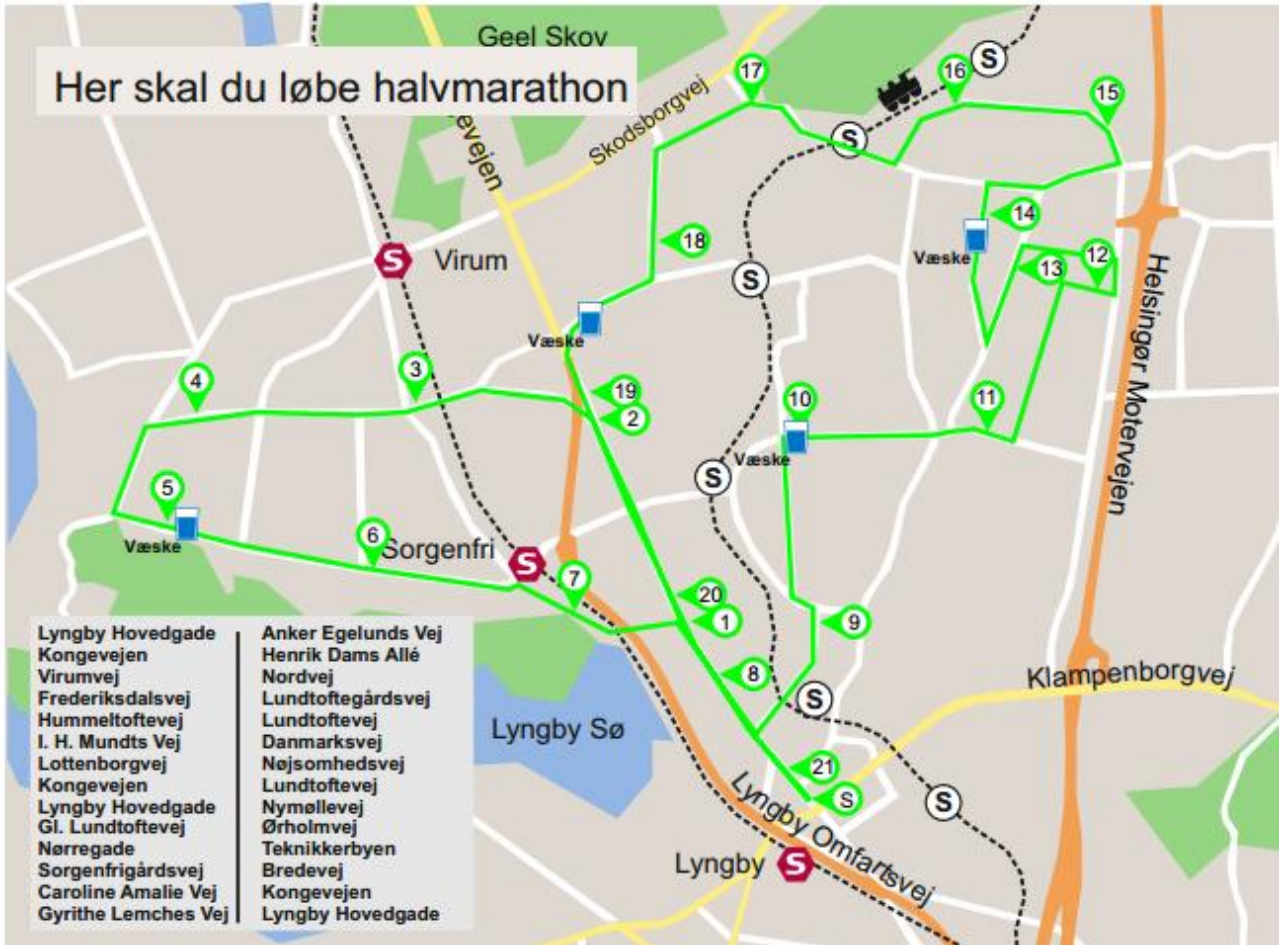 Geel Skov
Her skal du løbe halvmarathon
evejen
Skodsborgvej
17
16
S
15
S
14
Væske
18
Virum
S
13
12
S
Helsingør Motervejen
Væske
4
3
19
2
10
11
Væske
S
5
Væske
6
Sorgenfri
S
7
20
1
9
8
Klampenborgvej
S
Lyngby Sø
21
S
S
Lyngby Omfartsvej
Lyngby
S
Lyngby Hovedgade
Kongevejen
Virumvej
Frederiksdalsvej
Hummeltoftevej
I. H. Mundts Vej
Lottenborgvej
Kongevejen
Lyngby Hovedgade
Gl. Lundtoftevej
Nørregade
Sorgenfrigårdsvej
Caroline Amalie Vej
Gyrithe Lemches Vej
Anker Egelunds Vej
Henrik Dams Allé
Nordvej
Lundtoftegårdsvej
Lundtoftevej
Danmarksvej
Nøjsomhedsvej
Lundtoftevej
Nymøllevej
Ørholmvej
Teknikkerbyen
Bredevej
Kongevejen
Lyngby Hovedgade